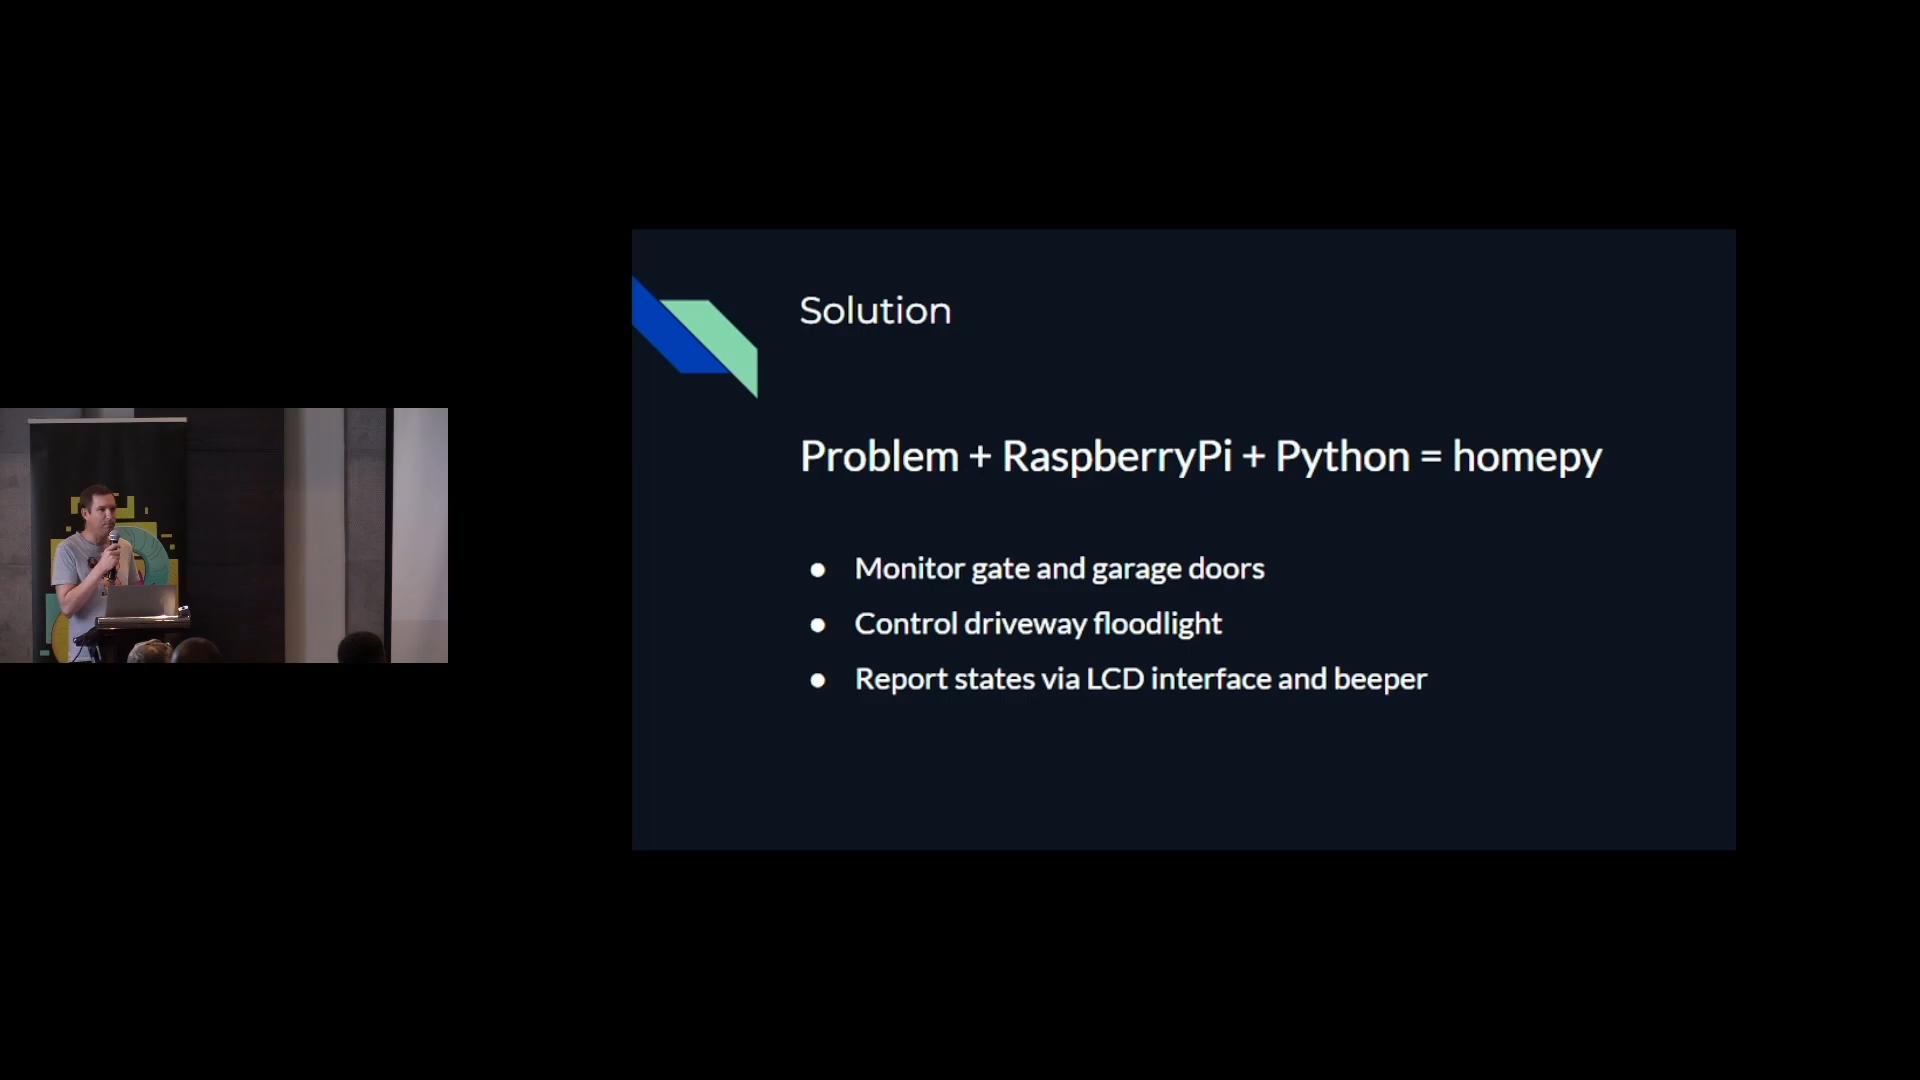 Solution
Problem + RaspberryPi + Python = homepy
● Monitor gate and garage doors
● Control driveway floodlight
● Report states via LCD interface and beeper